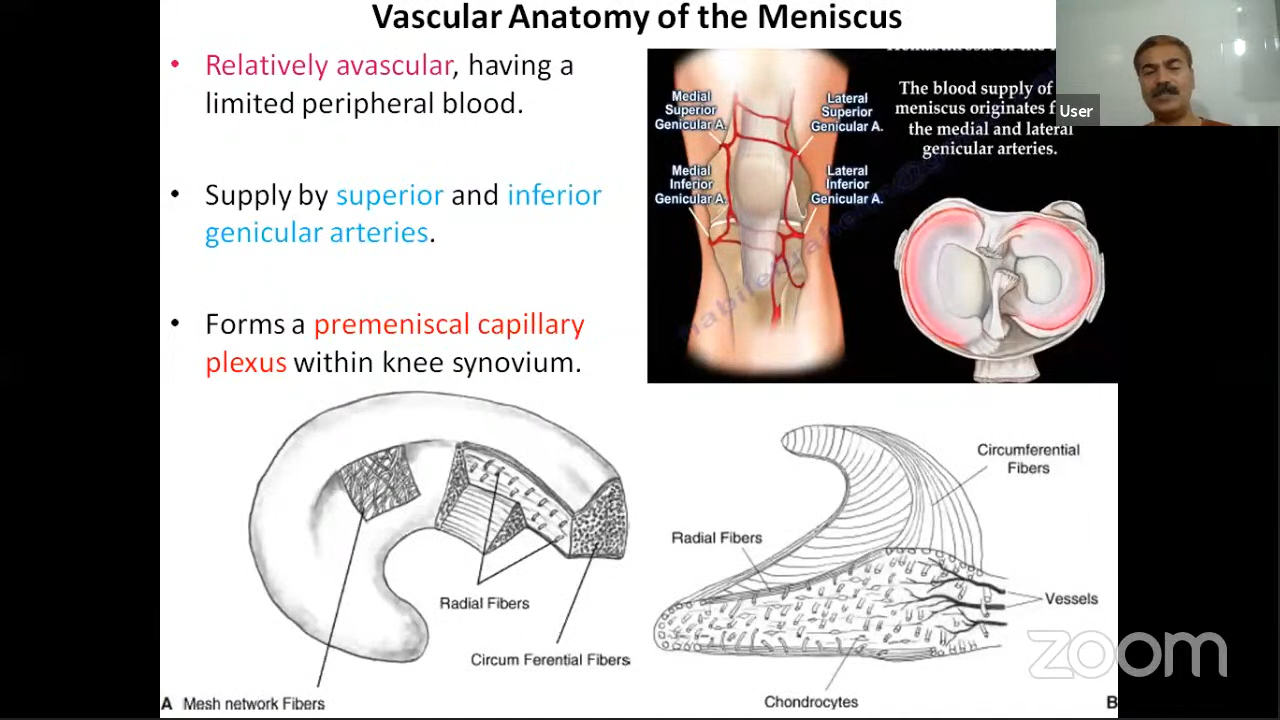 Vascular Anatomy of the Meniscus
• Relatively avascular, having a
limited peripheral blood.
• Supply by superior and inferior
genicular arteries.
• Forms a premeniscal capillary
plexus within knee synovium.
Medial
Superior
Genicular A.
Lateral
Superior
Genicular A.
Medial
Inferior
Genicular A.
Lateral
Inferior
Genicular A.
The blood supply of
meniscus originates
the medial and lateral
genicular arteries.
User
Radial Fibers
Circum Ferential Fibers
A Mesh network Fibers
Circumferential
Fibers
Radial Fibers
Vessels
Chondrocytes
B
zoom